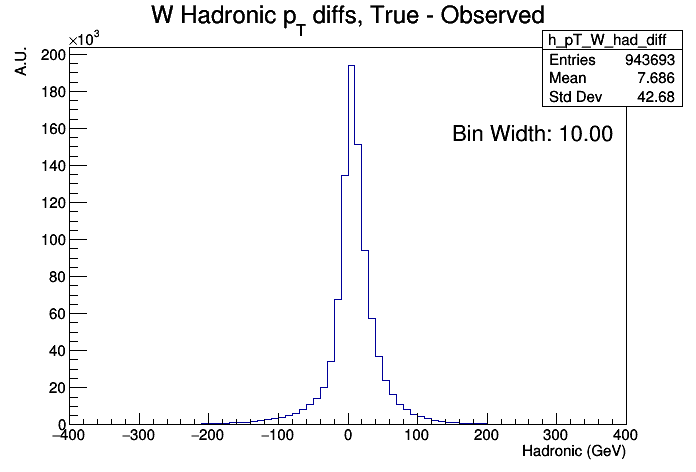 W Hadronic pT diffs, True - Observed
h_pT_W_had_diff
Entries 943693
Mean 7.686
Std Dev 42.68
Bin Width: 10.00
×10³
A.U.
200
180
160
140
120
100
80
60
40
20
0
−400 −300 −200 −100 0 100 200 300 400
Hadronic (GeV)